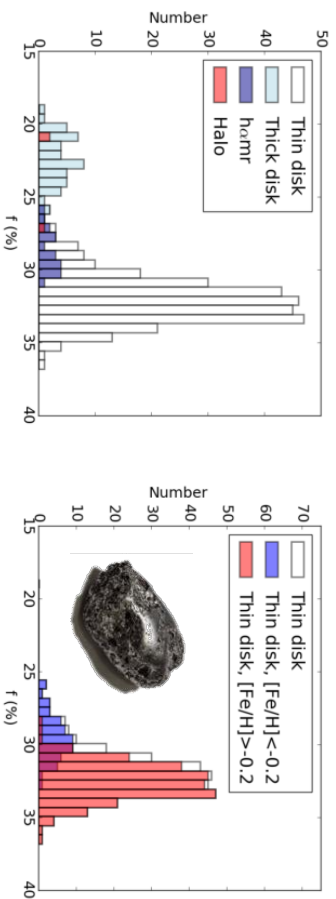 Number
50
40
30
20
10
0
Thin disk
Thick disk
hαmr
Halo
15 20 25 30 35 40
f (%)
Number
70
60
50
40
30
20
10
0
Thin disk
Thin disk, [Fe/H]<-0.2
Thin disk, [Fe/H]>-0.2
15 20 25 30 35 40
f (%)